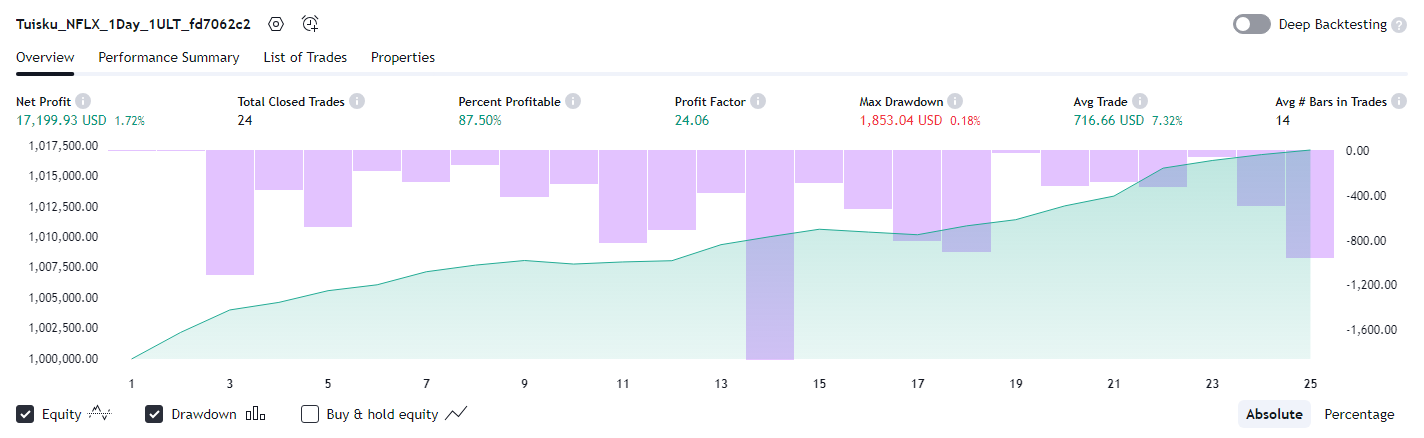 Tuisku_NFLX_1Day_1ULT_fd7062c2
Deep Backtesting ?
Overview Performance Summary List of Trades Properties
Net Profit i Total Closed Trades i Percent Profitable i Profit Factor i Max Drawdown i Avg Trade i Avg # Bars in Trades i
17,199.93 USD 1.72% 24 87.50% 24.06 1,853.04 USD 0.18% 716.66 USD 7.32% 14
1,017,500.00 0.00
1,015,000.00
1,012,500.00 -400.00
1,010,000.00 -800.00
1,007,500.00
1,005,000.00 -1,200.00
1,002,500.00 -1,600.00
1,000,000.00
1 3 5 7 9 11 13 15 17 19 21 23 25
Equity Drawdown Buy & hold equity Absolute Percentage